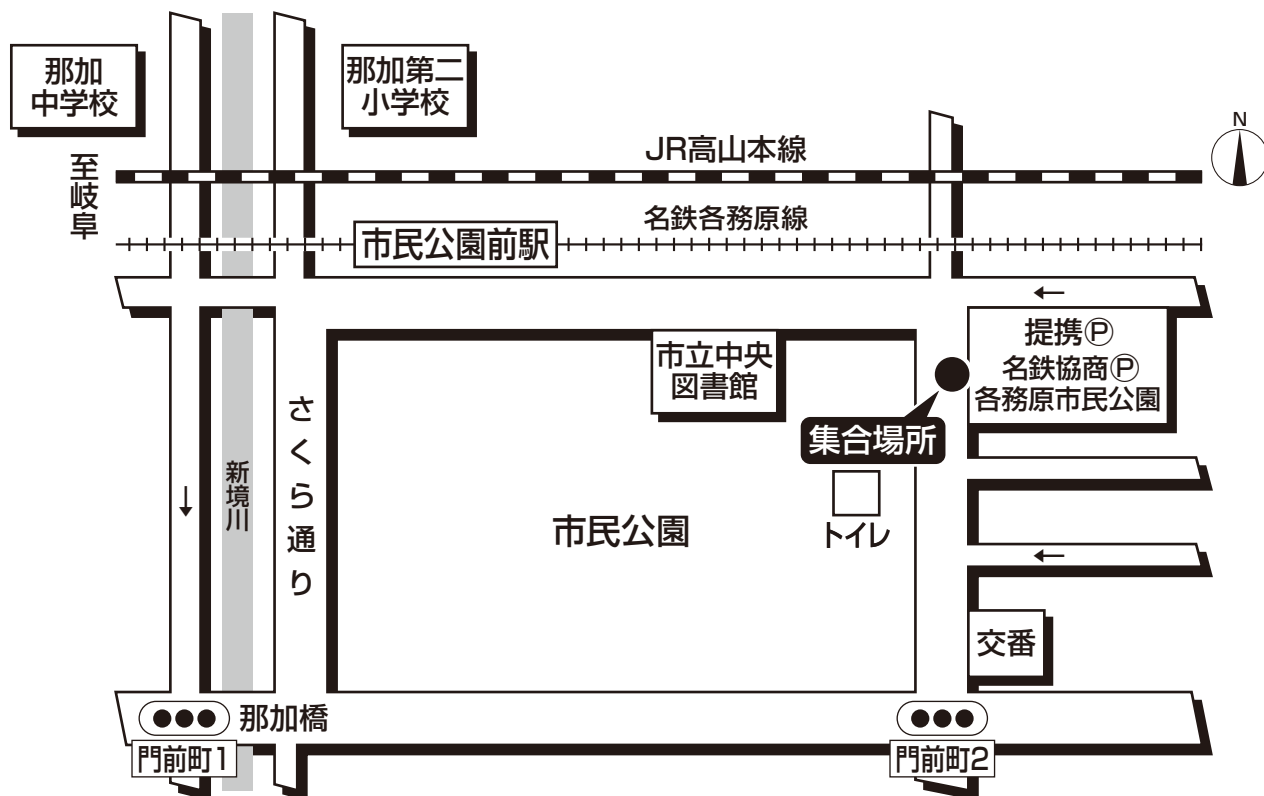 那加
中学校
那加第二
小学校
N
JR高山本線
至岐阜
名鉄各務原線
市民公園前駅
←
提携Ⓟ
名鉄協商Ⓟ
各務原市民公園
市立中央
図書館
集合場所
さくら通り
新境川
↓
市民公園
トイレ
←
交番
那加橋
門前町1
門前町2